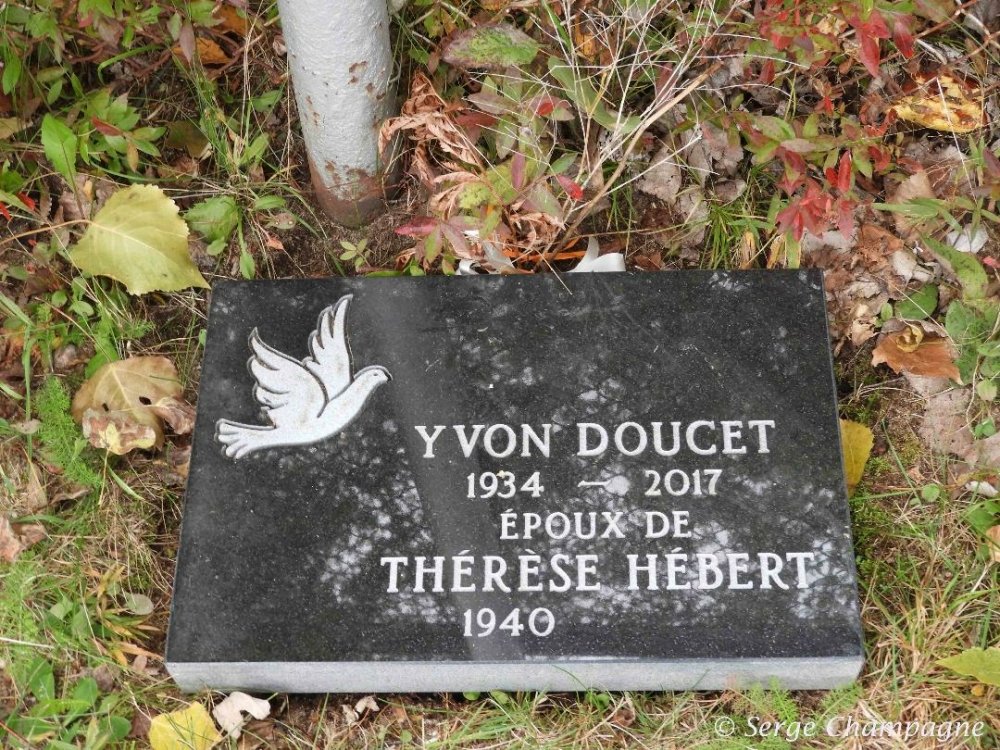 YVON DOUCET
1934 — 2017
ÉPOUX DE
THÉRÈSE HÉBERT
1940
© Serge Champagne